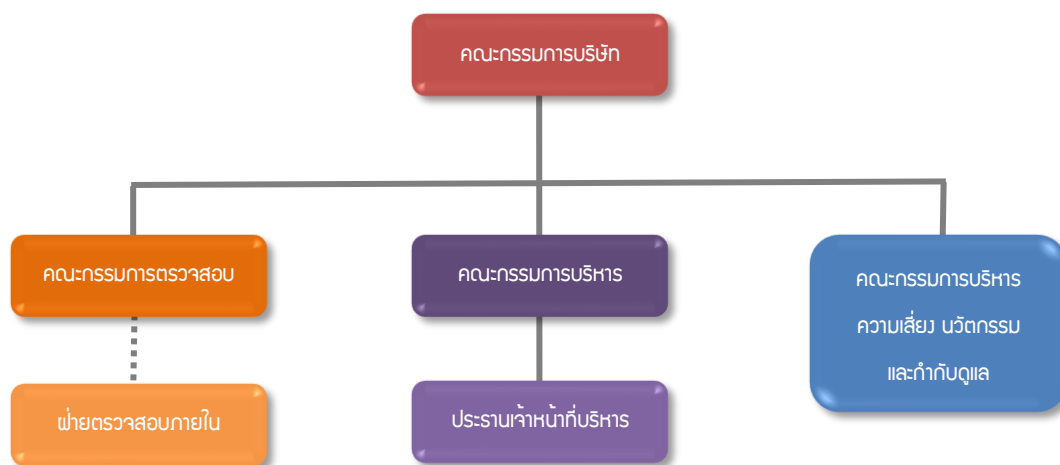 คณะกรรมการบริษัท
คณะกรรมการตรวจสอบ
คณะกรรมการบริหาร
คณะกรรมการบริหาร
ความเสี่ยง นวัตกรรม
และกำกับดูแล
ฝ่ายตรวจสอบภายใน
ประธานเจ้าหน้าที่บริหาร